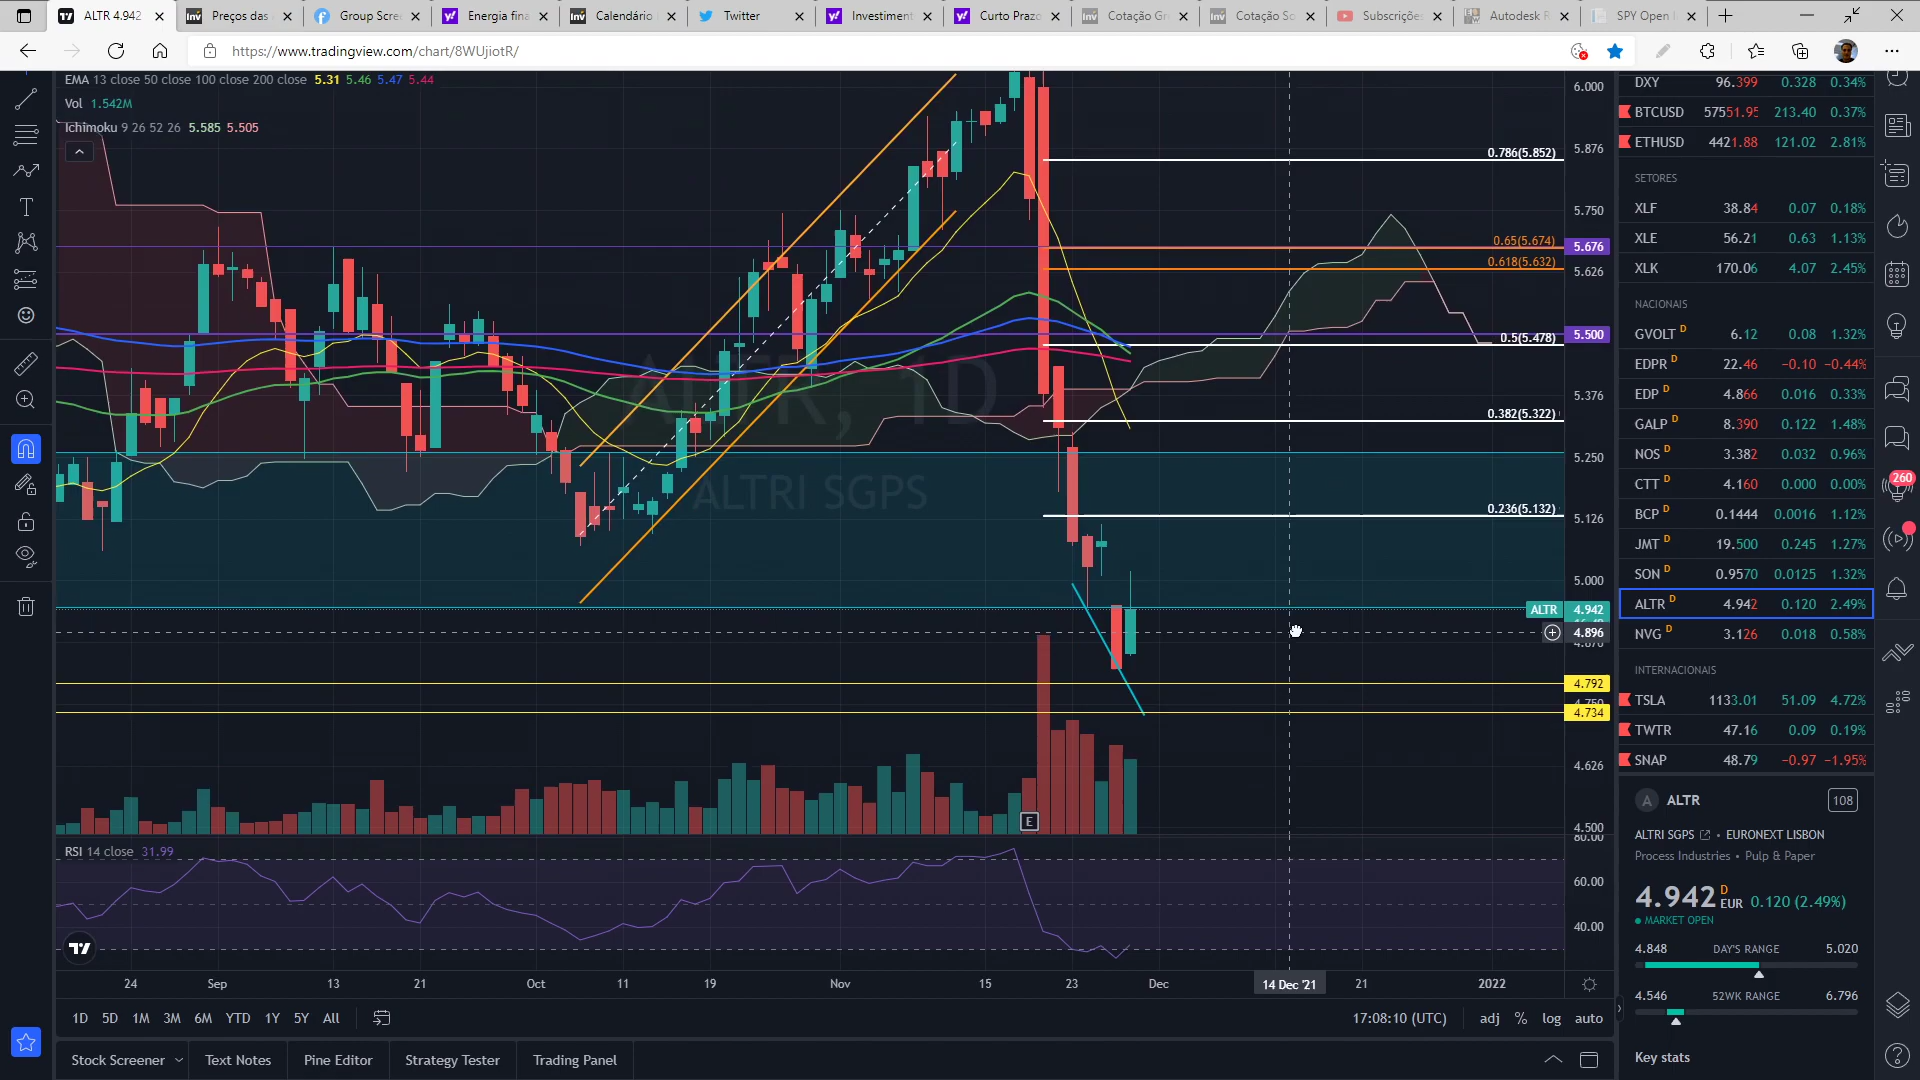 ALTR 4.942
Preços das
Group Scree
Energia fina
Calendário
Twitter
Investiment
Curto Prazo
Cotação Gr
Cotação So
Subscriçõe
Autodesk R
SPY Open
https://www.tradingview.com/chart/8WUjiotR/
EMA 13 close 50 close 100 close 200 close 5.31 5.46 5.47 5.44
Vol 1.542M
Ichimoku 9 26 52 26 5.585 5.505
ALTR, 1D
ALTRI SGPS
0.786(5.852)
0.65(5.674)
0.618(5.632)
0.5(5.478)
0.382(5.322)
0.236(5.132)
6.000
5.876
5.750
5.676
5.626
5.500
5.376
5.250
5.126
5.000
ALTR 4.942
4.896
4.792
4.734
4.626
4.500
E
RSI 14 close 31.99
80.00
60.00
40.00
24 Sep 13 21 Oct 11 19 Nov 15 23 Dec 14 Dec '21 21 2022
1D 5D 1M 3M 6M YTD 1Y 5Y All
17:08:10 (UTC) adj % log auto
Stock Screener Text Notes Pine Editor Strategy Tester Trading Panel
DXY 96.399 0.328 0.34%
BTCUSD 57551.95 213.40 0.37%
ETHUSD 4421.88 121.02 2.81%
SETORES
XLF 38.84 0.07 0.18%
XLE 56.21 0.63 1.13%
XLK 170.06 4.07 2.45%
NACIONAIS
GVOLT D 6.12 0.08 1.32%
EDPR D 22.46 −0.10 −0.44%
EDP D 4.866 0.016 0.33%
GALP D 8.390 0.122 1.48%
NOS D 3.382 0.032 0.96%
CTT D 4.160 0.000 0.00%
BCP D 0.1444 0.0016 1.12%
JMT D 19.500 0.245 1.27%
SON D 0.9570 0.0125 1.32%
ALTR D 4.942 0.120 2.49%
NVG D 3.126 0.018 0.58%
INTERNACIONAIS
TSLA 1133.01 51.09 4.72%
TWTR 47.16 0.09 0.19%
SNAP 48.79 −0.97 −1.95%
A ALTR 108
ALTRI SGPS • EURONEXT LISBON
Process Industries • Pulp & Paper
4.942 D EUR 0.120 (2.49%)
MARKET OPEN
4.848 DAY'S RANGE 5.020
4.546 52WK RANGE 6.796
Key stats
260